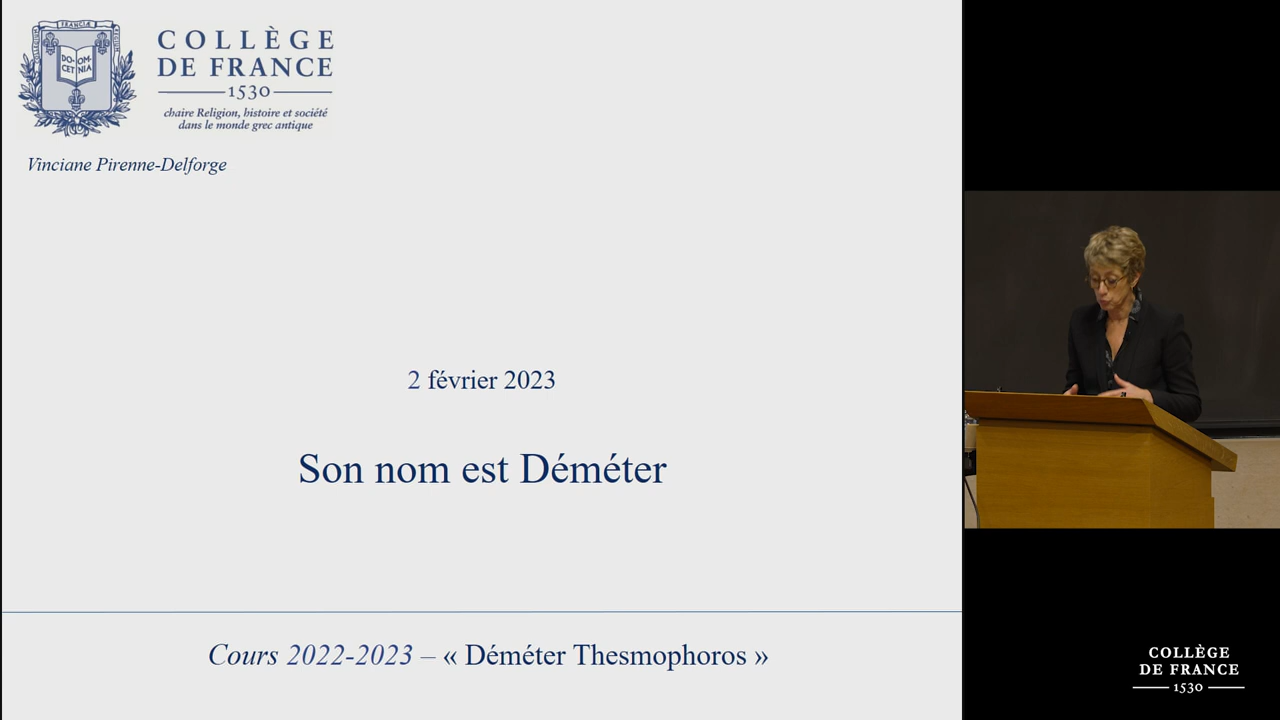 FRANCIÆ
DO- OM-
CET NIA
COLLÈGE
DE FRANCE
1530
chaire Religion, histoire et société
dans le monde grec antique
Vinciane Pirenne-Delforge
2 février 2023
Son nom est Déméter
Cours 2022-2023 – « Déméter Thesmophoros »
COLLÈGE
DE FRANCE
1530